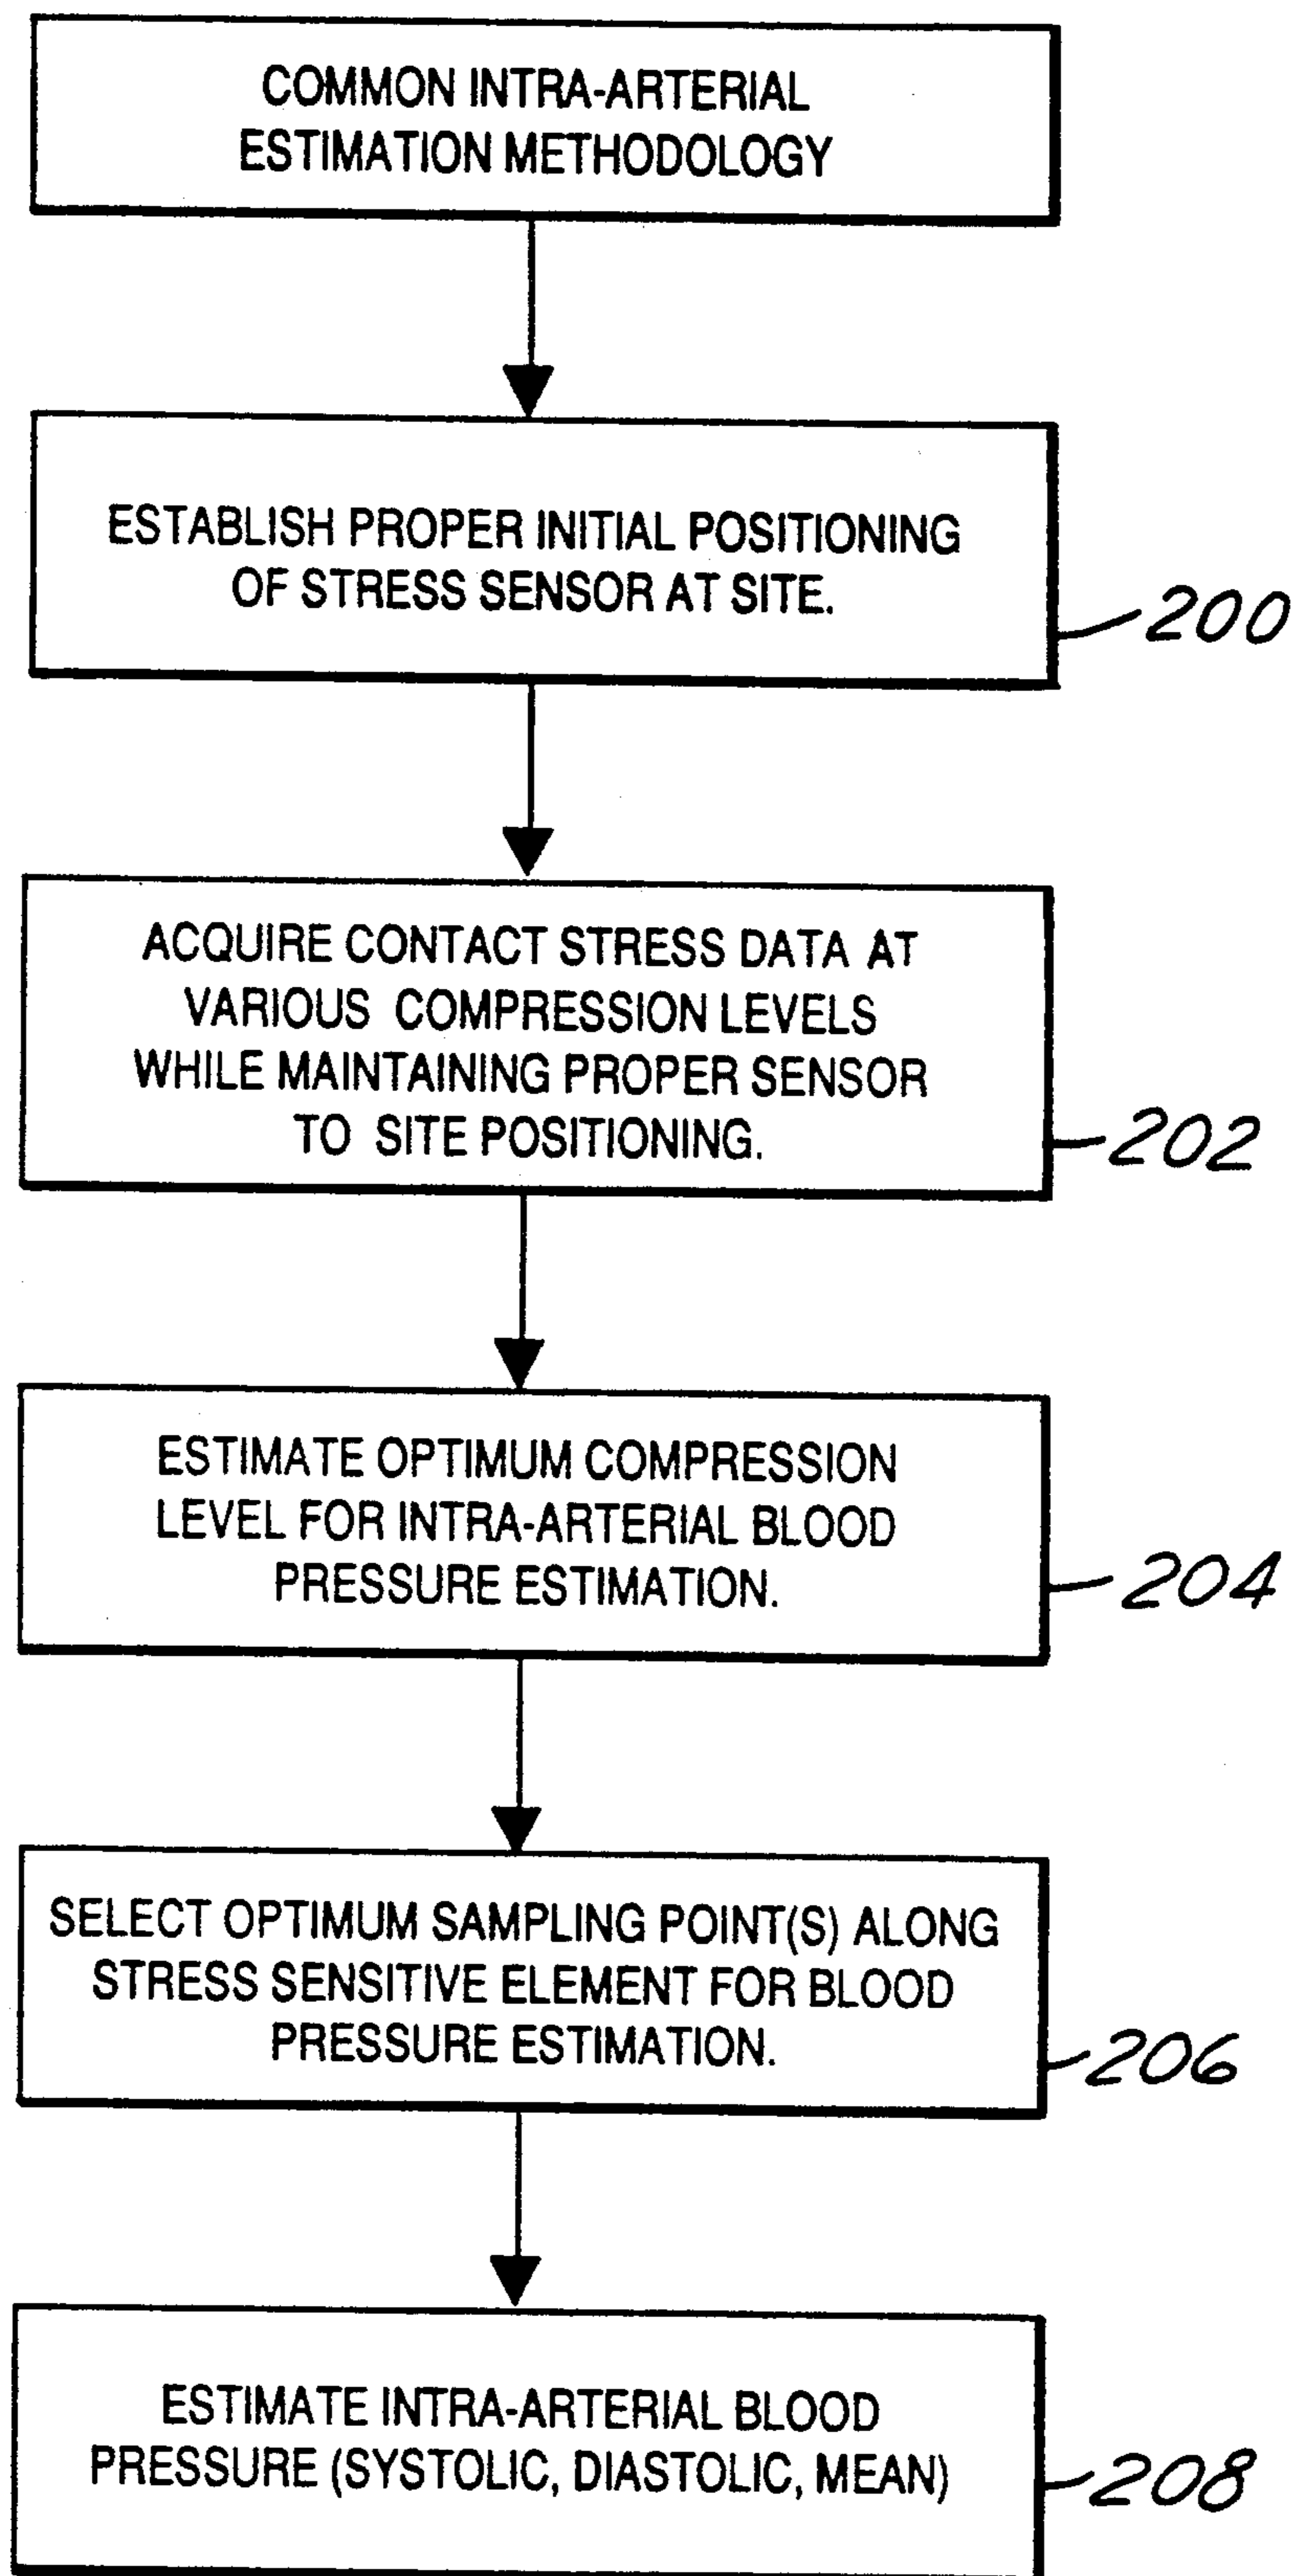 COMMON INTRA-ARTERIAL
ESTIMATION METHODOLOGY
ESTABLISH PROPER INITIAL POSITIONING
OF STRESS SENSOR AT SITE.
200
ACQUIRE CONTACT STRESS DATA AT
VARIOUS COMPRESSION LEVELS
WHILE MAINTAINING PROPER SENSOR
TO SITE POSITIONING.
202
ESTIMATE OPTIMUM COMPRESSION
LEVEL FOR INTRA-ARTERIAL BLOOD
PRESSURE ESTIMATION.
204
SELECT OPTIMUM SAMPLING POINT(S) ALONG
STRESS SENSITIVE ELEMENT FOR BLOOD
PRESSURE ESTIMATION.
206
ESTIMATE INTRA-ARTERIAL BLOOD
PRESSURE (SYSTOLIC, DIASTOLIC, MEAN)
208